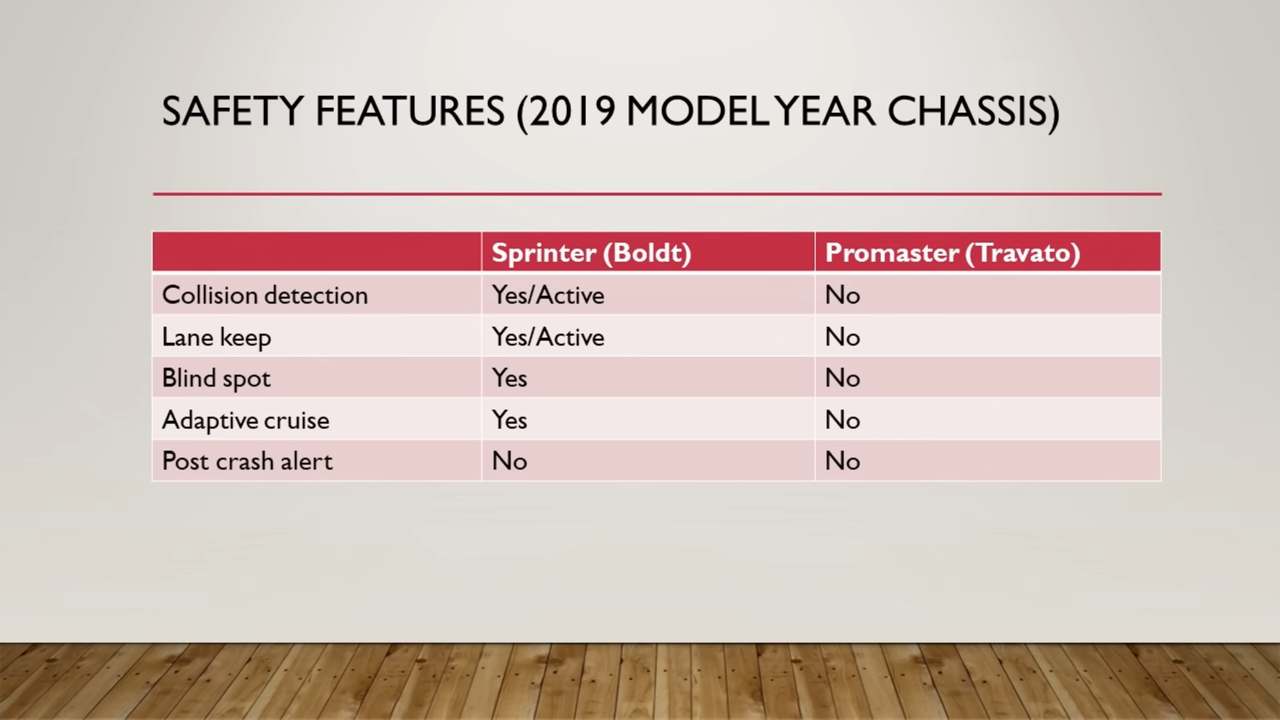 SAFETY FEATURES (2019 MODEL YEAR CHASSIS)
Sprinter (Boldt) Promaster (Travato)
Collision detection Yes/Active No
Lane keep Yes/Active No
Blind spot Yes No
Adaptive cruise Yes No
Post crash alert No No